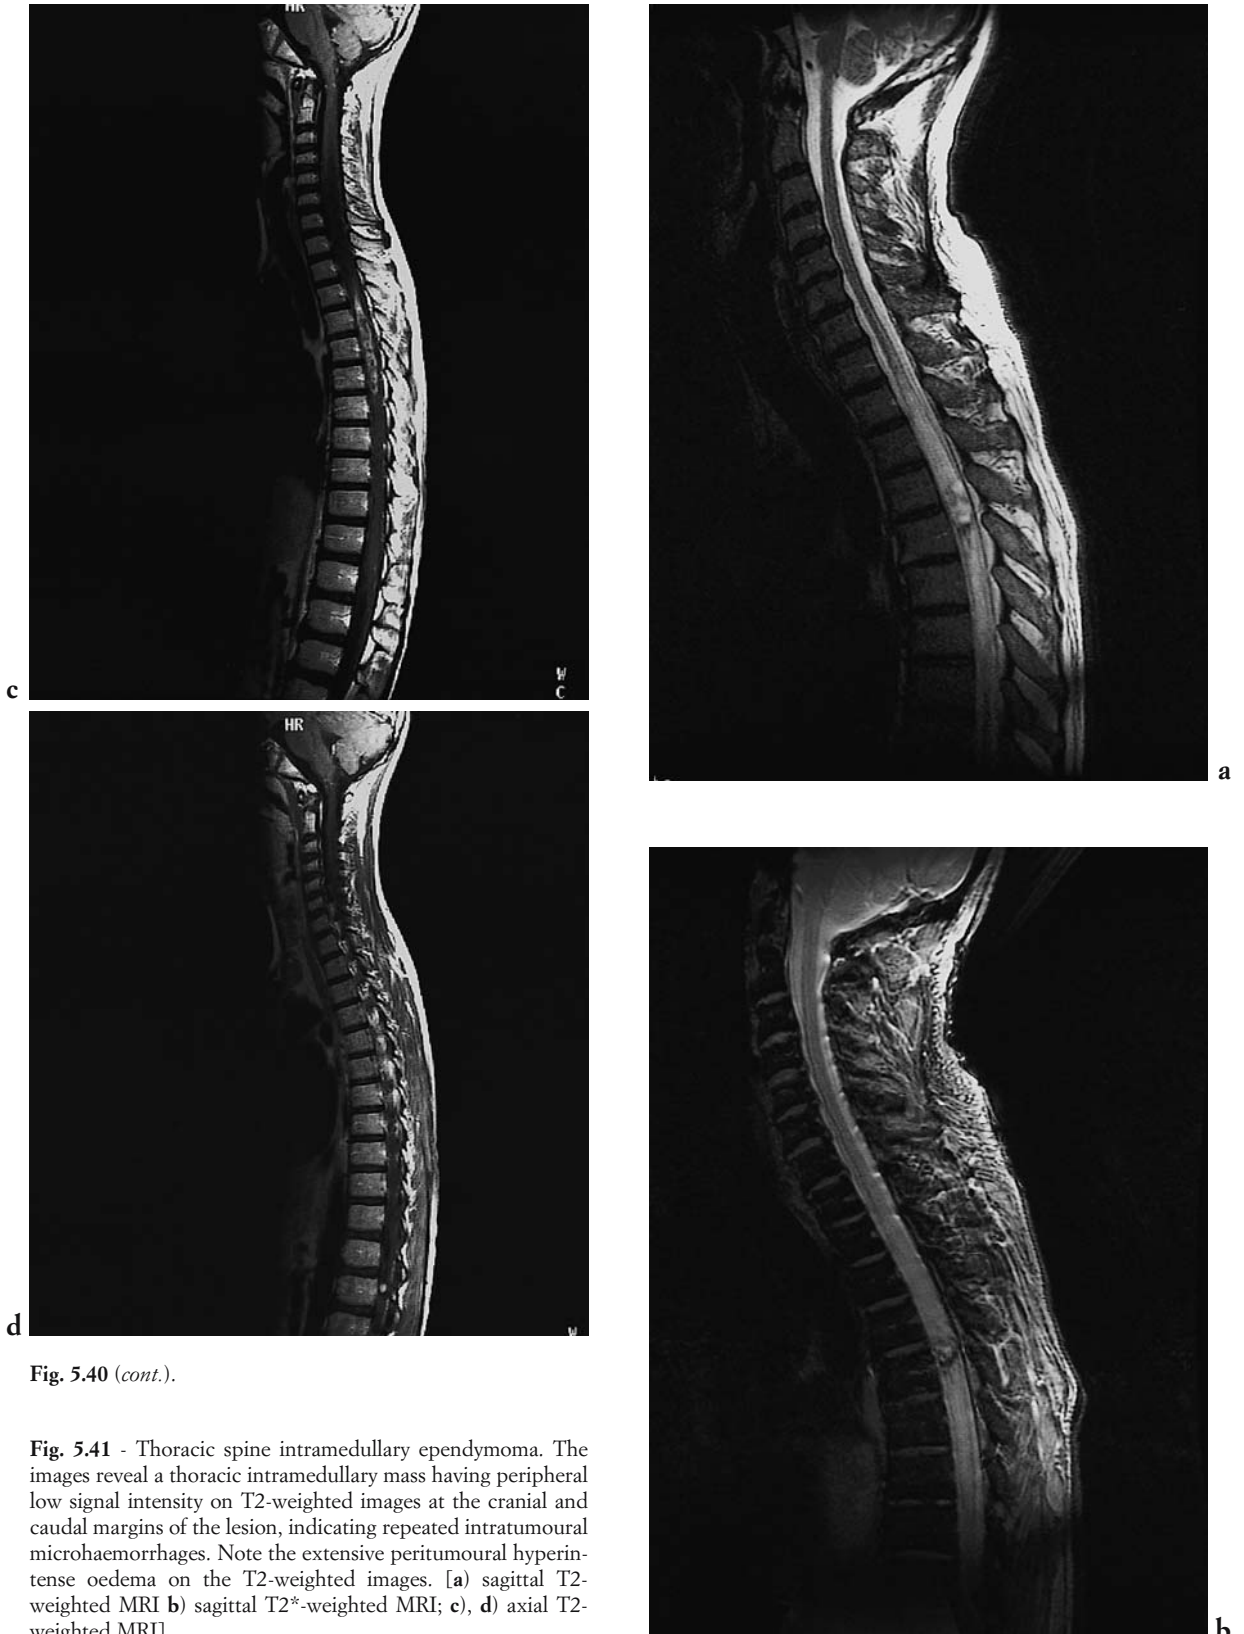 HR
W
C
c
HR
W
d
Fig. 5.40 (cont.).
Fig. 5.41 - Thoracic spine intramedullary ependymoma. The
images reveal a thoracic intramedullary mass having peripheral
low signal intensity on T2-weighted images at the cranial and
caudal margins of the lesion, indicating repeated intratumoural
microhaemorrhages. Note the extensive peritumoural hyperin-
tense oedema on the T2-weighted images. [a) sagittal T2-
weighted MRI b) sagittal T2*-weighted MRI; c), d) axial T2-
weighted MRI]
a
b